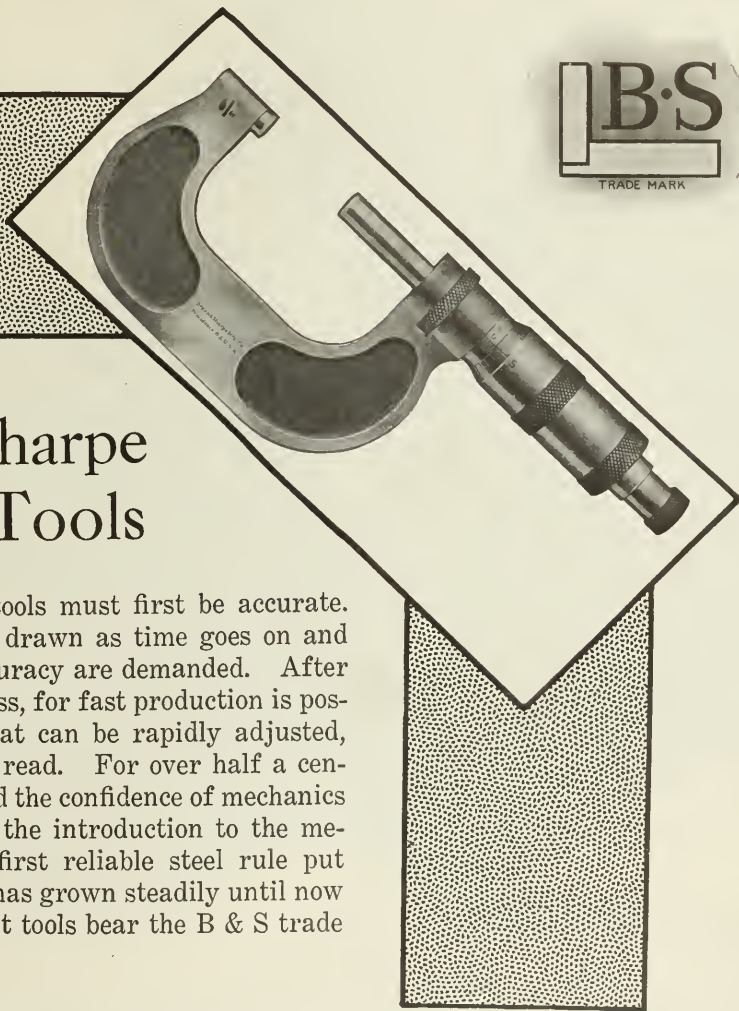 B·S
TRADE MARK
harpe
Tools
tools must first be accurate.
drawn as time goes on and
uracy are demanded. After
ss, for fast production is pos-
at can be rapidly adjusted,
read. For over half a cen-
d the confidence of mechanics
the introduction to the me-
first reliable steel rule put
has grown steadily until now
t tools bear the B & S trade